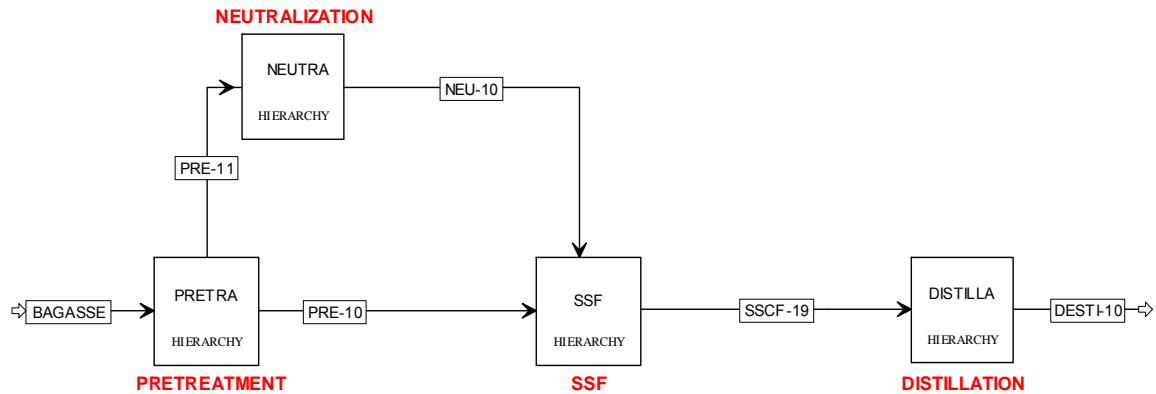 NEUTRALIZATION
NEUTRA
HIERARCHY
NEU-10
PRE-11
BAGASSE
PRETRA
HIERARCHY
PRETREATMENT
PRE-10
SSF
HIERARCHY
SSF
SSCF-19
DISTILLA
HIERARCHY
DISTILLATION
DESTI-10